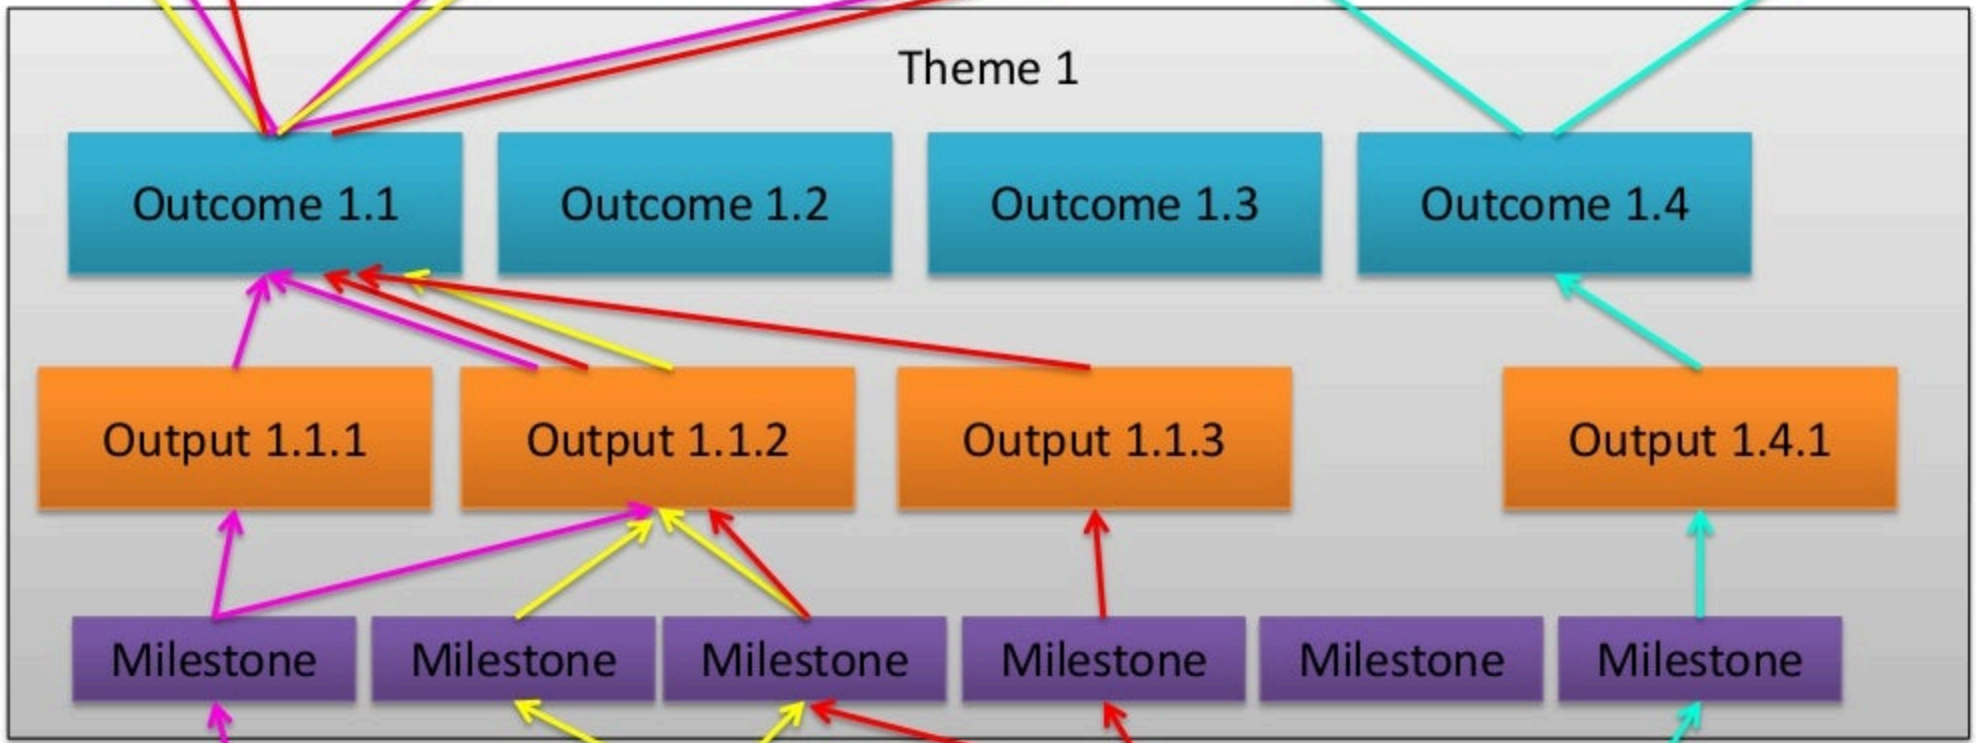 Theme 1
Outcome 1.1
Outcome 1.2
Outcome 1.3
Outcome 1.4
Output 1.1.1
Output 1.1.2
Output 1.1.3
Output 1.4.1
Milestone
Milestone
Milestone
Milestone
Milestone
Milestone